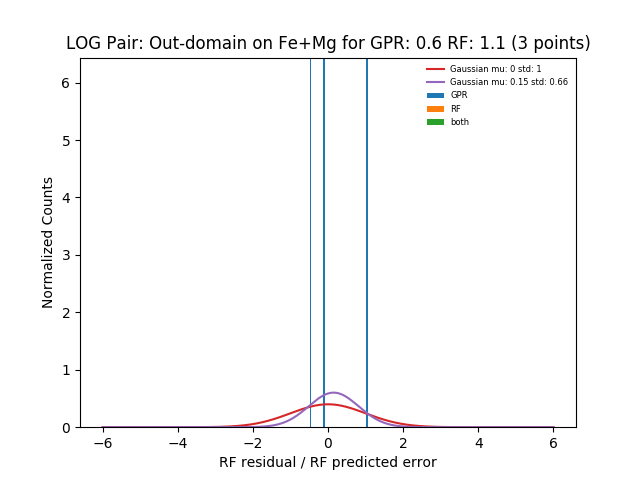 LOG Pair: Out-domain on Fe+Mg for GPR: 0.6 RF: 1.1 (3 points)
Gaussian mu: 0 std: 1
Gaussian mu: 0.15 std: 0.66
GPR
RF
both
Normalized Counts
6
5
4
3
2
1
0
−6 −4 −2 0 2 4 6
RF residual / RF predicted error